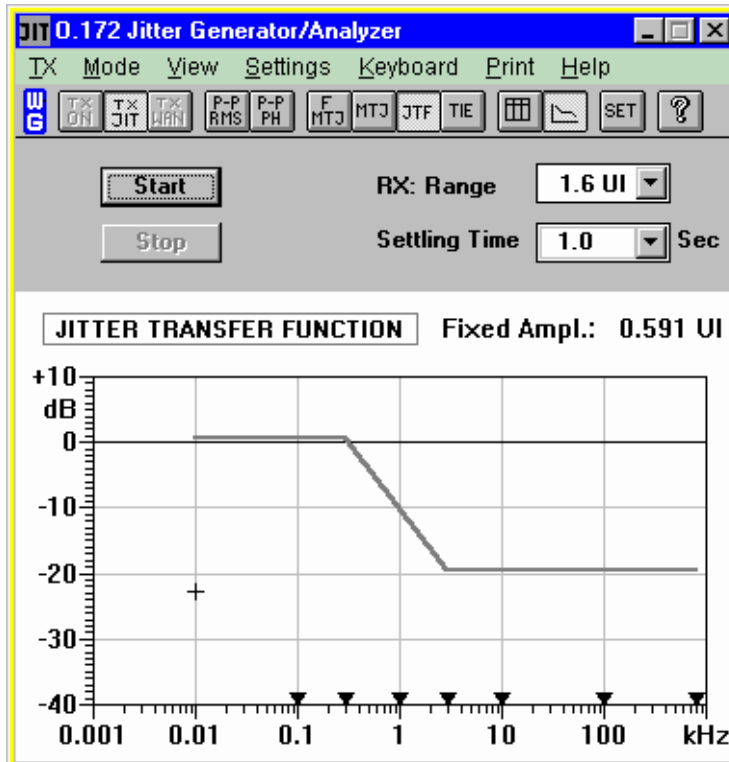 JIT O.172 Jitter Generator/Analyzer
TX Mode View Settings Keyboard Print Help
WG TX ON TX JIT TX WAN P-P RMS P-P PH F MTJ MTJ JTF TIE SET ?
Start RX: Range 1.6 UI
Stop Settling Time 1.0 Sec
JITTER TRANSFER FUNCTION Fixed Ampl.: 0.591 UI
+10
dB
0
-10
-20
-30
-40
0.001 0.01 0.1 1 10 100 kHz